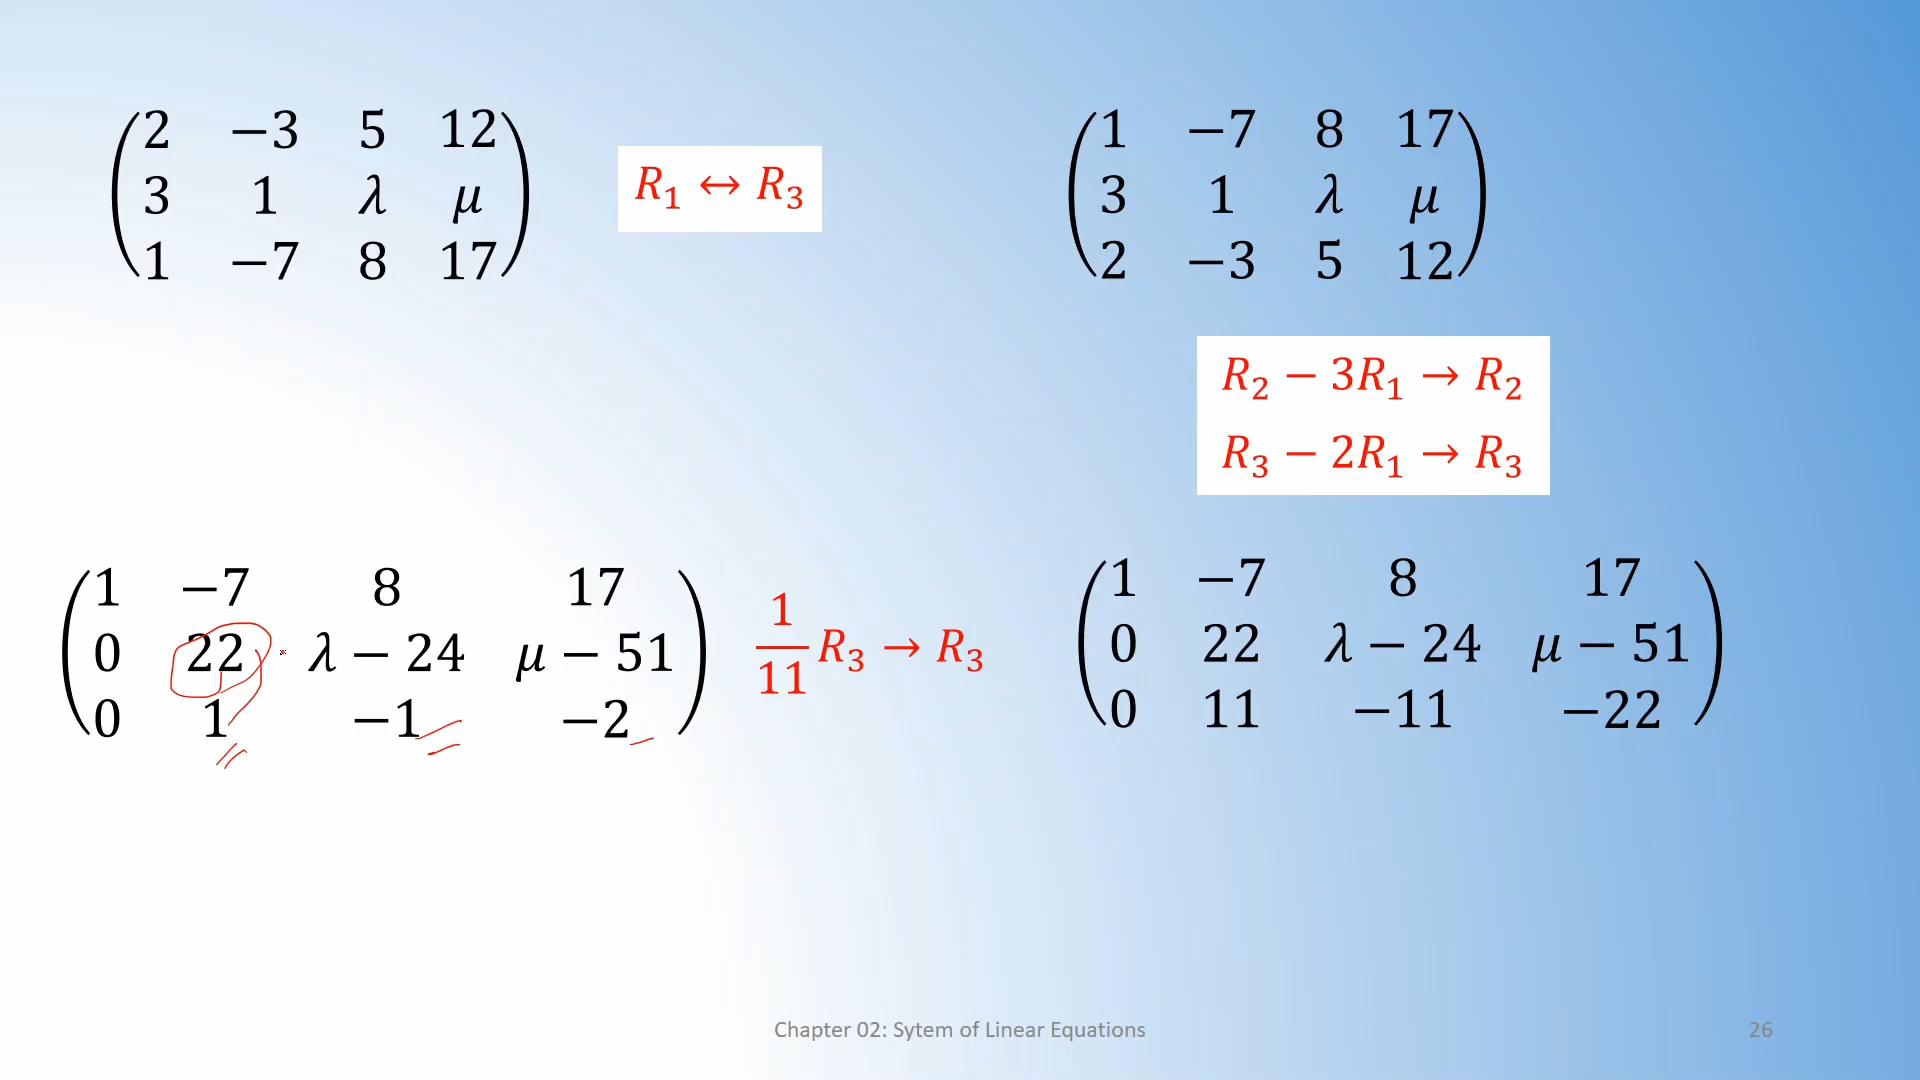 2 −3 5 12
3 1 λ μ
1 −7 8 17
R₁ ↔ R₃
1 −7 8 17
3 1 λ μ
2 −3 5 12
R₂ − 3R₁ → R₂
R₃ − 2R₁ → R₃
1 −7 8 17
0 22 λ − 24 μ − 51
0 1 −1 −2
1/11 R₃ → R₃
1 −7 8 17
0 22 λ − 24 μ − 51
0 11 −11 −22
Chapter 02: Sytem of Linear Equations
26